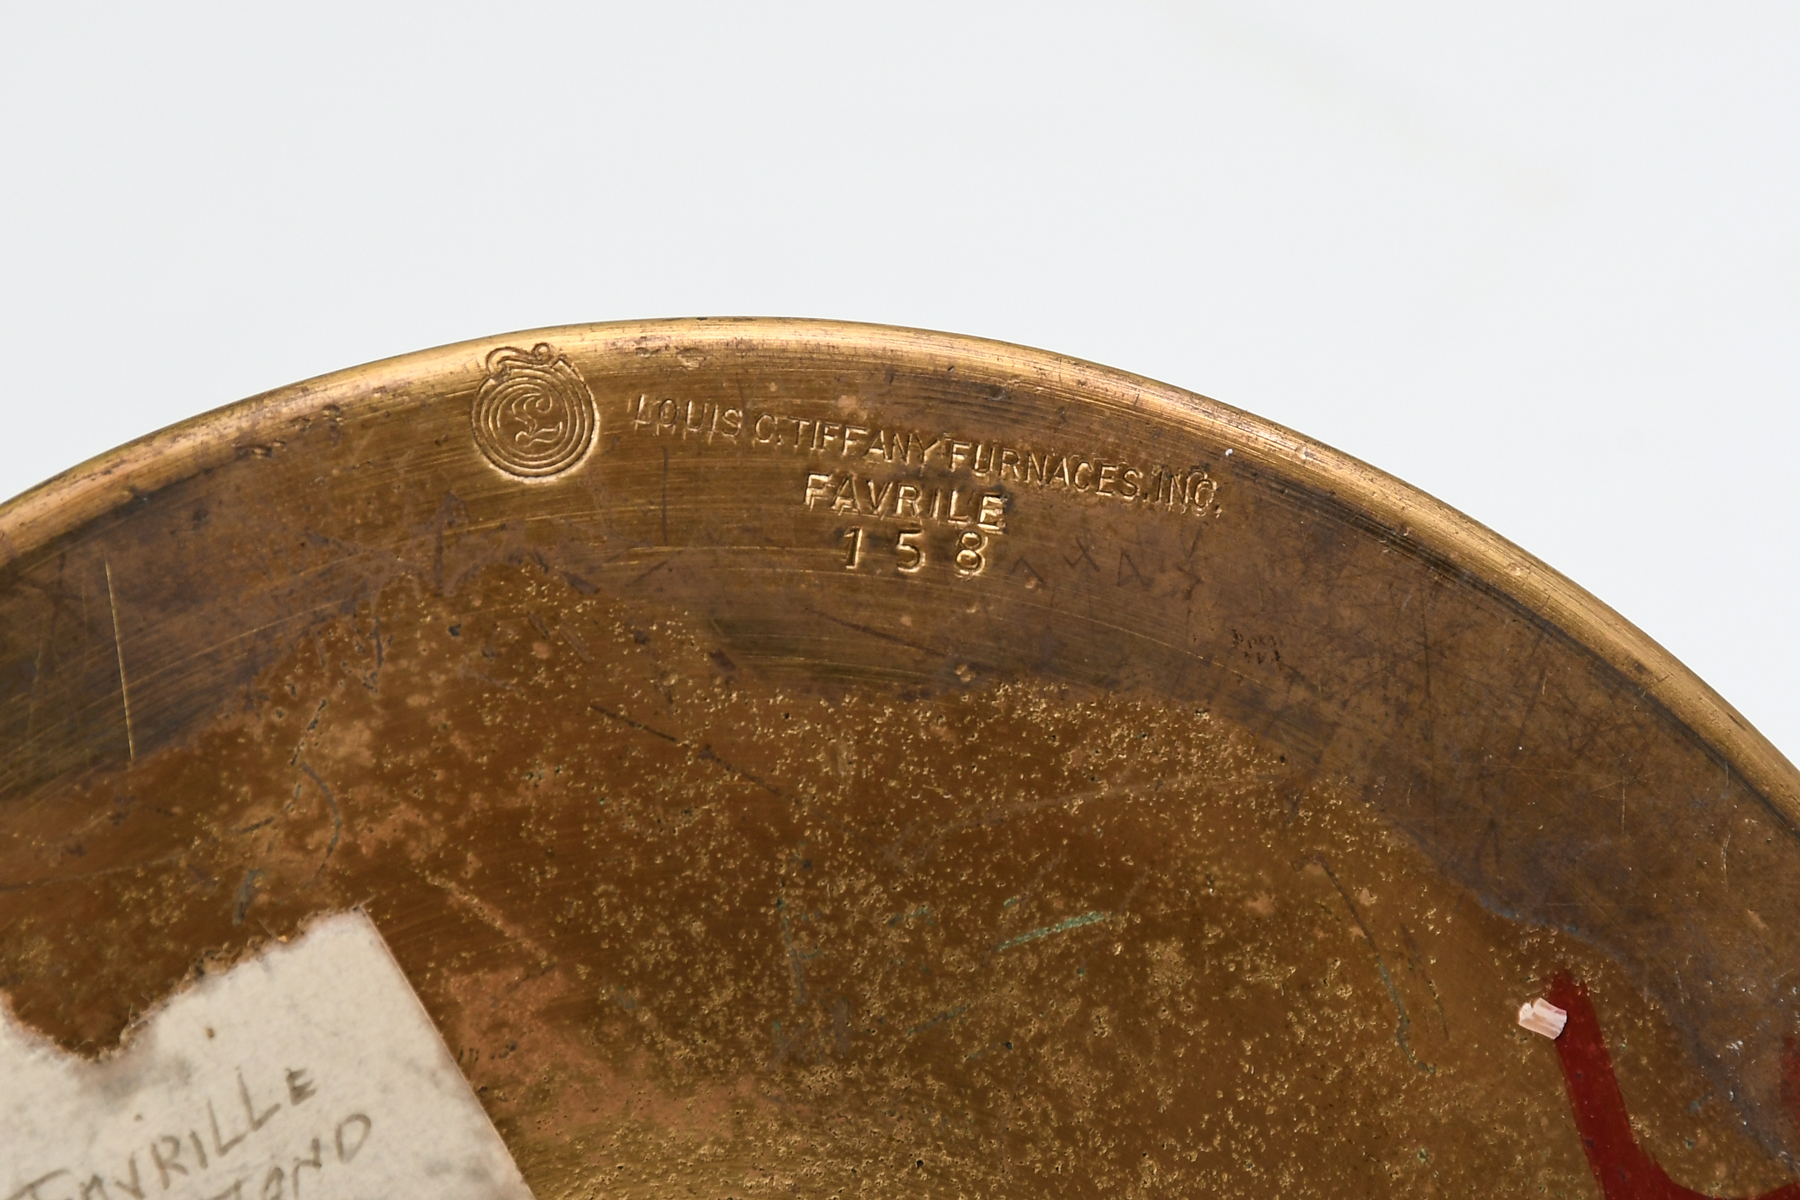 LOUIS C. TIFFANY FURNACES, INC.
FAVRILE
158
FAVRILLE